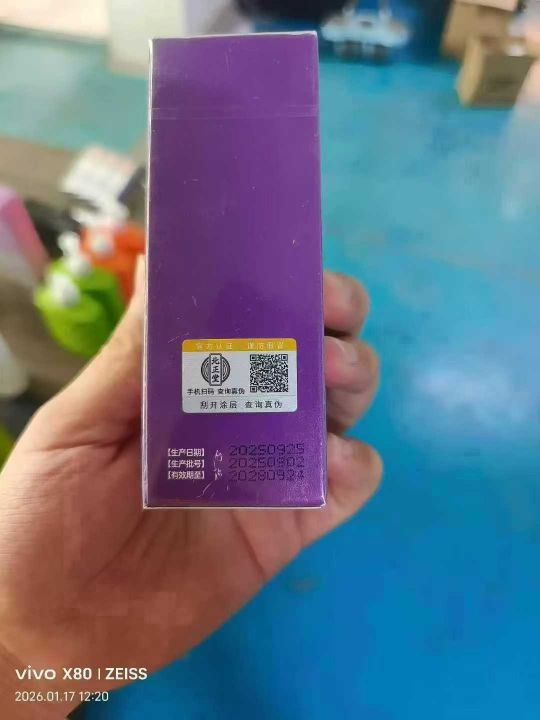 官方认证 谨防假冒
北正堂
手机扫码 查询真伪
刮开涂层 查询真伪
【生产日期】 20250925
【生产批号】 20250902
【有效期至】 20280924
vivo X80 | ZEISS
2026.01.17 12:20